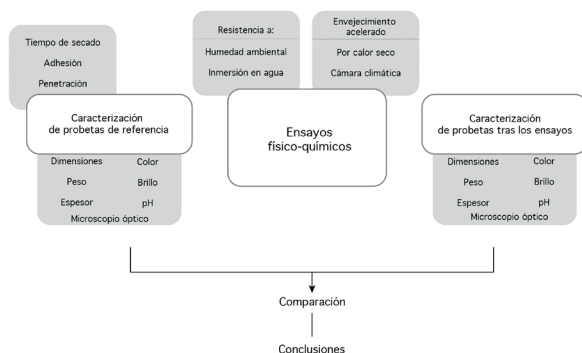 Tiempo de secado
Adhesión
Penetración
Caracterización
de probetas de referencia
Dimensiones Color
Peso Brillo
Espesor pH
Microscopio óptico
Resistencia a:
Humedad ambiental
Inmersión en agua
Envejecimiento
acelerado
Por calor seco
Cámara climática
Ensayos
físico-químicos
Caracterización
de probetas tras los ensayos
Dimensiones Color
Peso Brillo
Espesor pH
Microscopio óptico
Comparación
Conclusiones